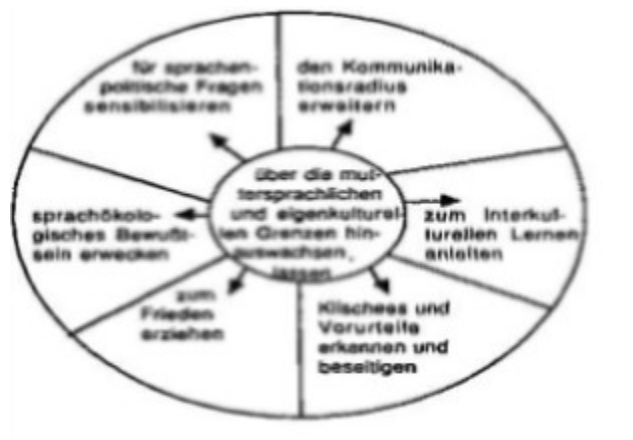 für sprachen-
politische Fragen
sensibilisieren
den Kommunika-
tionsradius
erweitern
über die mut-
tersprachlichen
und eigenkulturel-
len Grenzen hin-
auswachsen
lassen
sprachökolo-
gisches Bewußt-
sein erwecken
zum Interkul-
turellen Lernen
anleiten
zum
Frieden
erziehen
Klischees und
Vorurteile
erkennen und
beseitigen